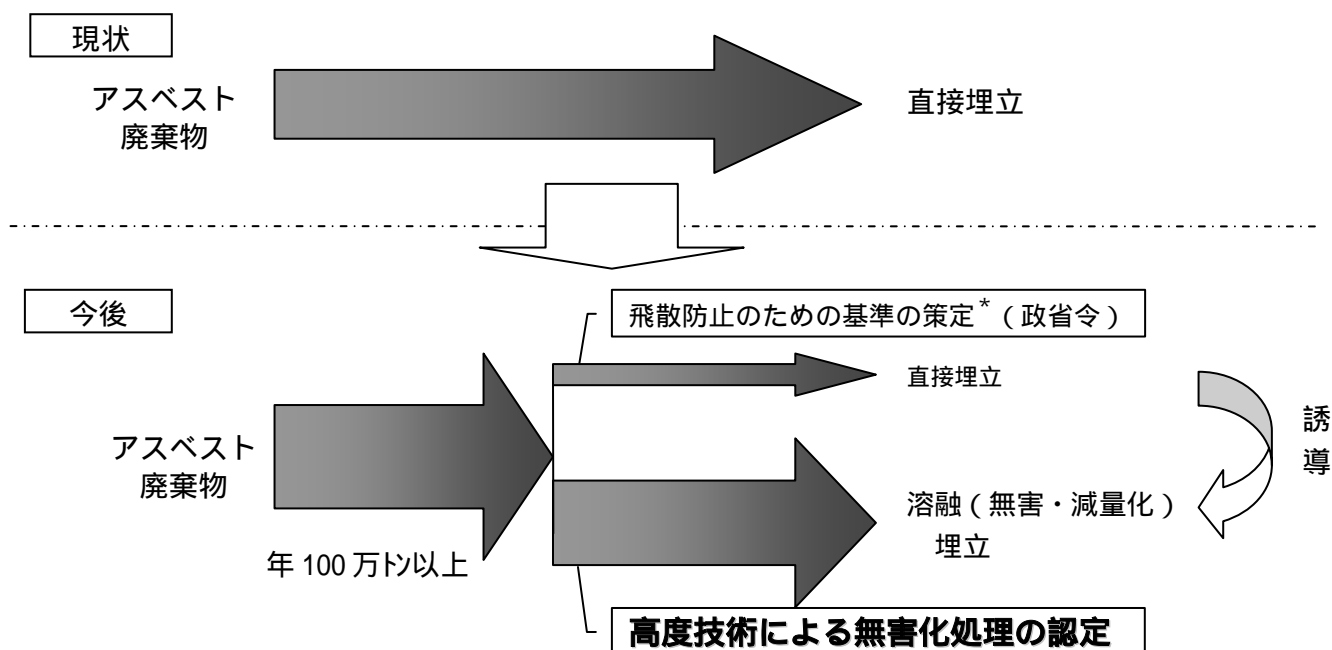 現状
アスベスト
廃棄物
直接埋立
今後
飛散防止のための基準の策定*(政省令)
直接埋立
アスベスト
廃棄物
年100万トン以上
溶融(無害・減量化)
埋立
誘
導
高度技術による無害化処理の認定